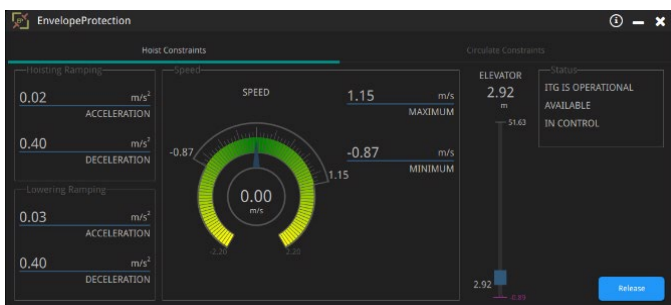 EnvelopeProtection
Hoist Constraints
Circulate Constraints
Hoisting Ramping
0.02 m/s²
ACCELERATION
0.40 m/s²
DECELERATION
Lowering Ramping
0.03 m/s²
ACCELERATION
0.40 m/s²
DECELERATION
Speed
SPEED
-0.87
1.15
0.00
m/s
-2.20
2.20
1.15 m/s
MAXIMUM
-0.87 m/s
MINIMUM
ELEVATOR
2.92
m
51.63
2.92
Status
ITG IS OPERATIONAL
AVAILABLE
IN CONTROL
Release